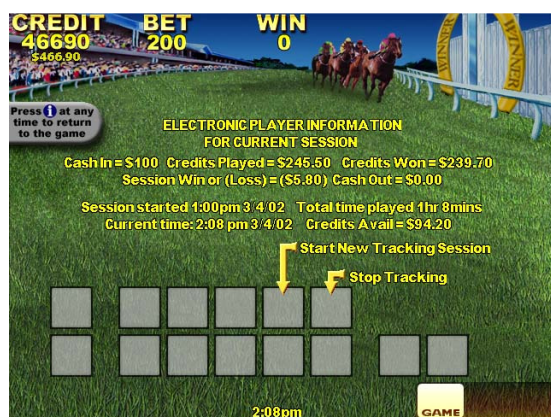 CREDIT BET WIN
46690 200 0
$466.90
WINNER WINNER
Press i at any
time to return
to the game
ELECTRONIC PLAYER INFORMATION
FOR CURRENT SESSION
Cash In = $100 Credits Played = $245.50 Credits Won = $239.70
Session Win or (Loss) = ($5.80) Cash Out = $0.00
Session started 1:00pm 3/4/02 Total time played 1hr 8mins
Current time: 2:08 pm 3/4/02 Credits Avail = $94.20
Start New Tracking Session
Stop Tracking
2:08pm
GAME